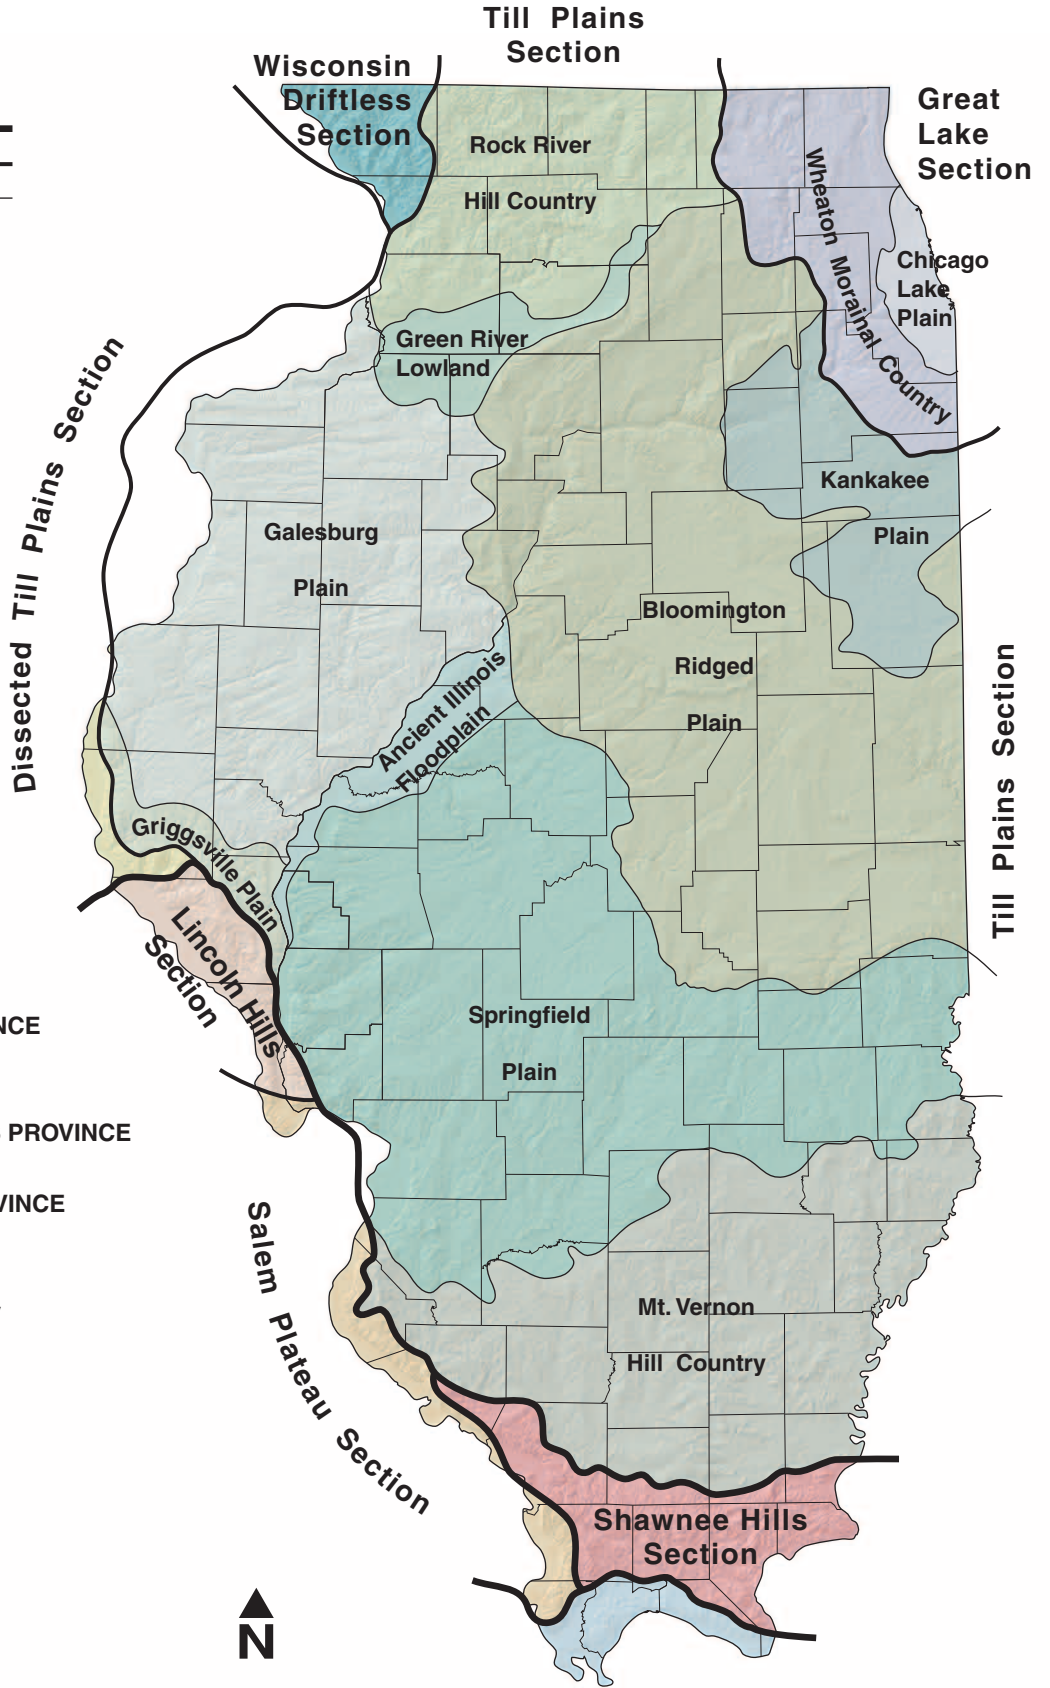 Till Plains
Section
Wisconsin
Driftless
Section
Great
Lake
Section
Rock River
Hill Country
Wheaton Morainal Country
Chicago
Lake
Plain
Green River
Lowland
Dissected Till Plains Section
Kankakee
Plain
Galesburg
Plain
Bloomington
Ridged
Plain
Ancient Illinois
Floodplain
Till Plains Section
Griggsville Plain
Lincoln Hills
Section
Springfield
Plain
NCE
PROVINCE
VINCE
Salem Plateau Section
Mt. Vernon
Hill Country
Shawnee Hills
Section
N